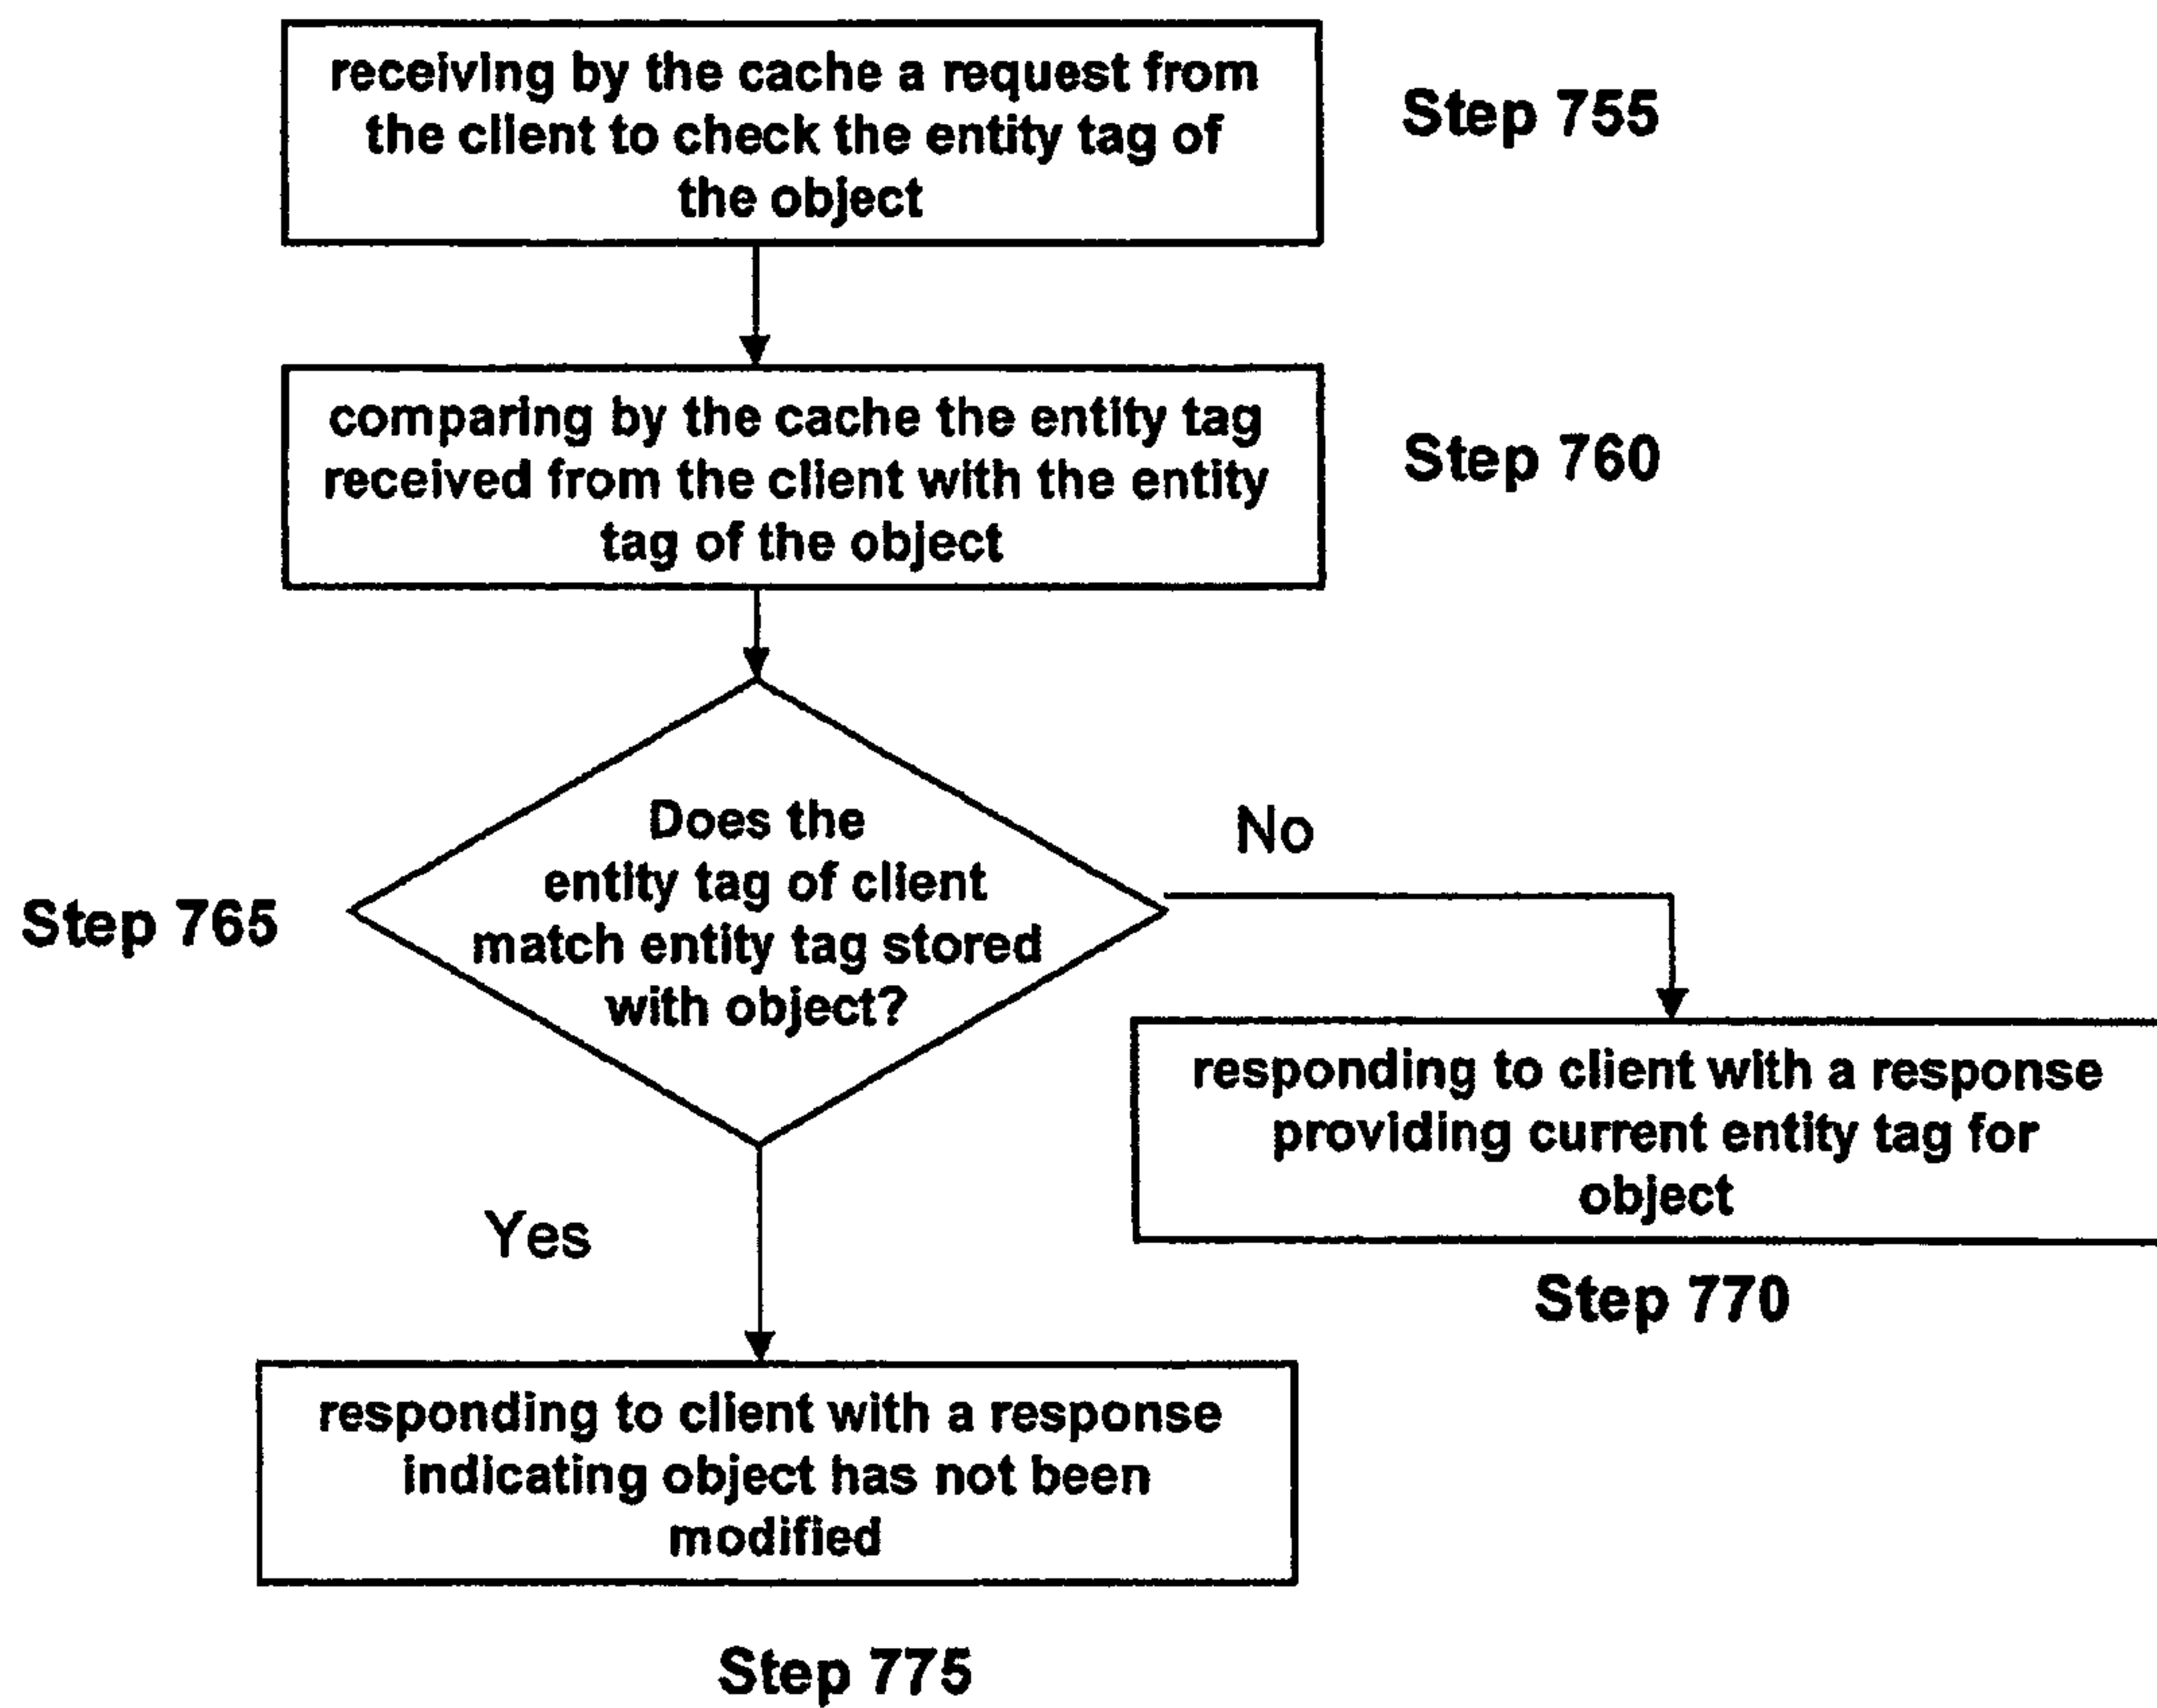 receiving by the cache a request from
the client to check the entity tag of
the object
Step 755
comparing by the cache the entity tag
received from the client with the entity
tag of the object
Step 760
Does the
entity tag of client
match entity tag stored
with object?
Step 765
No
responding to client with a response
providing current entity tag for
object
Step 770
Yes
responding to client with a response
indicating object has not been
modified
Step 775